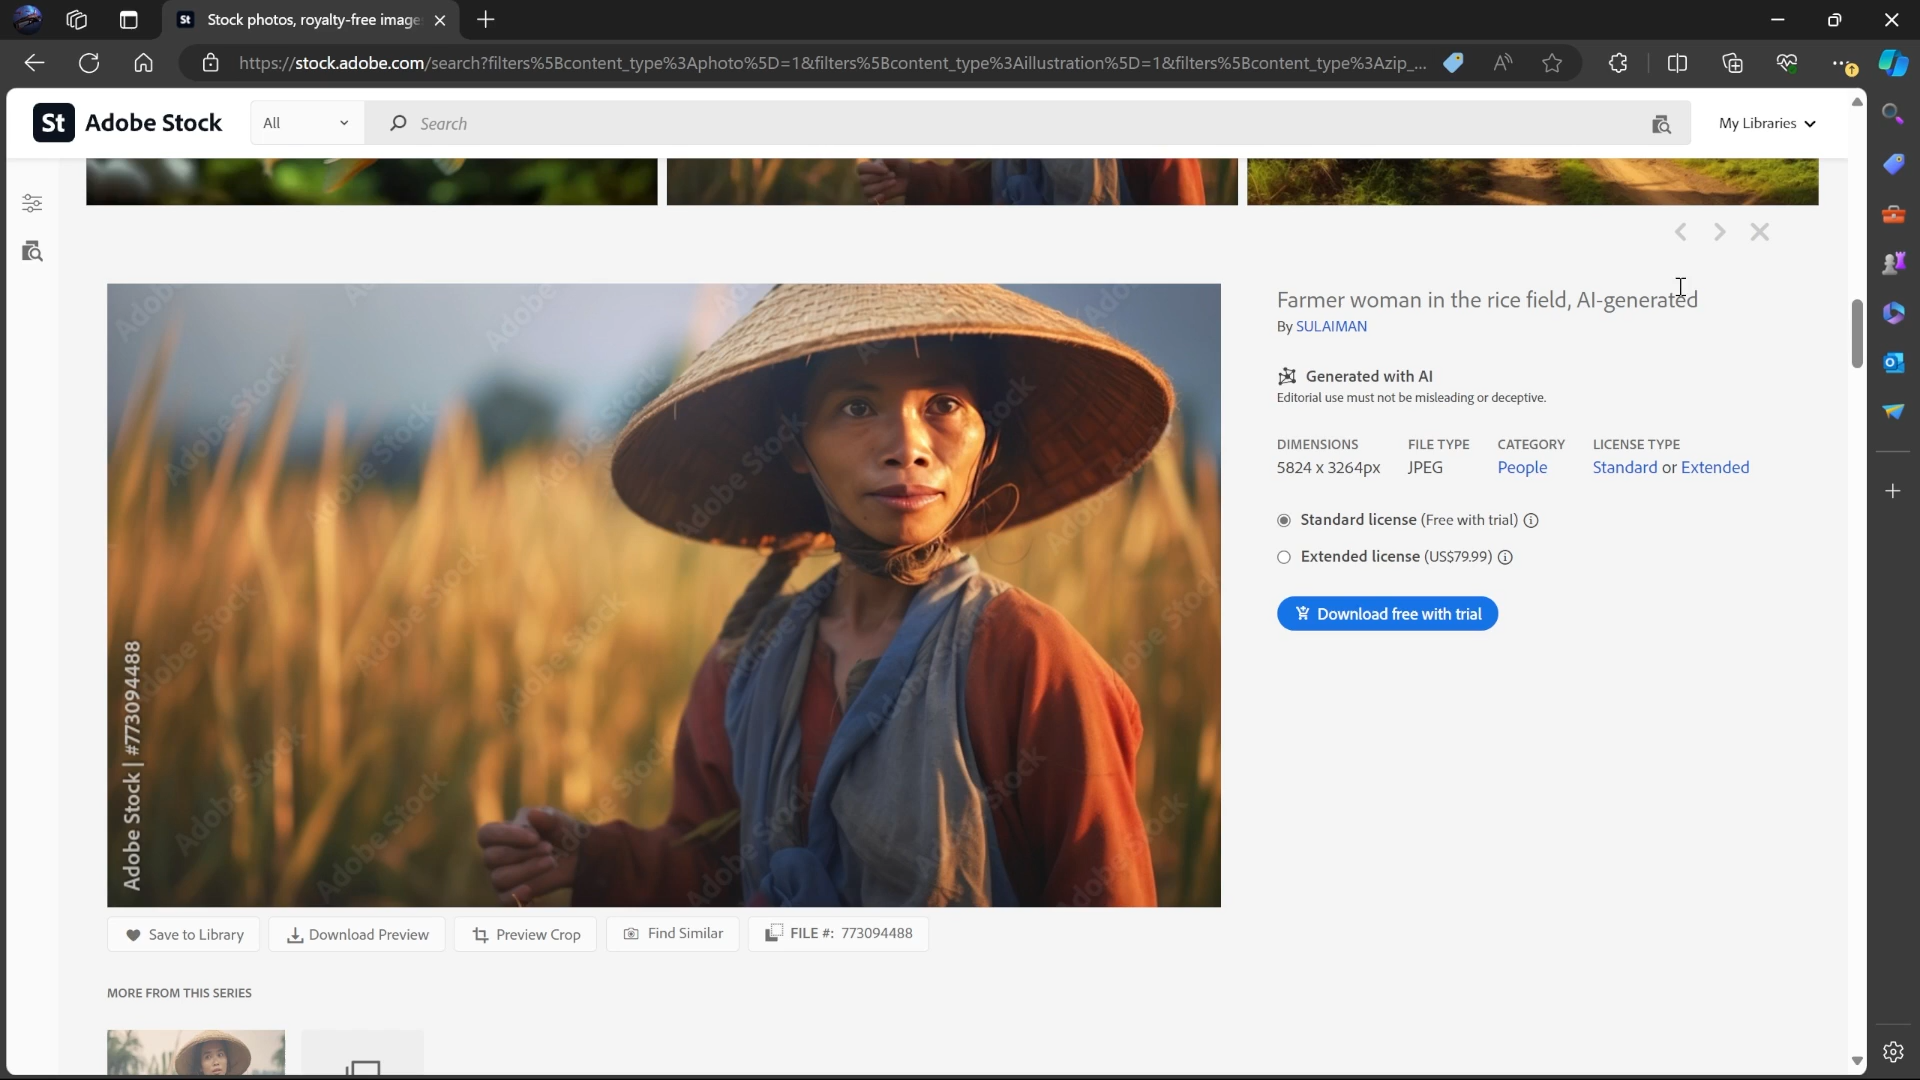 Stock photos, royalty-free image
https://stock.adobe.com/search?filters%5Bcontent_type%3Aphoto%5D=1&filters%5Bcontent_type%3Aillustration%5D=1&filters%5Bcontent_type%3Azip_...
St Adobe Stock
All
Search
My Libraries
Farmer woman in the rice field, AI-generated
By SULAIMAN
Generated with AI
Editorial use must not be misleading or deceptive.
DIMENSIONS FILE TYPE CATEGORY LICENSE TYPE
5824 x 3264px JPEG People Standard or Extended
Standard license (Free with trial)
Extended license (US$79.99)
Download free with trial
Adobe Stock | #773094488
Save to Library
Download Preview
Preview Crop
Find Similar
FILE #: 773094488
MORE FROM THIS SERIES